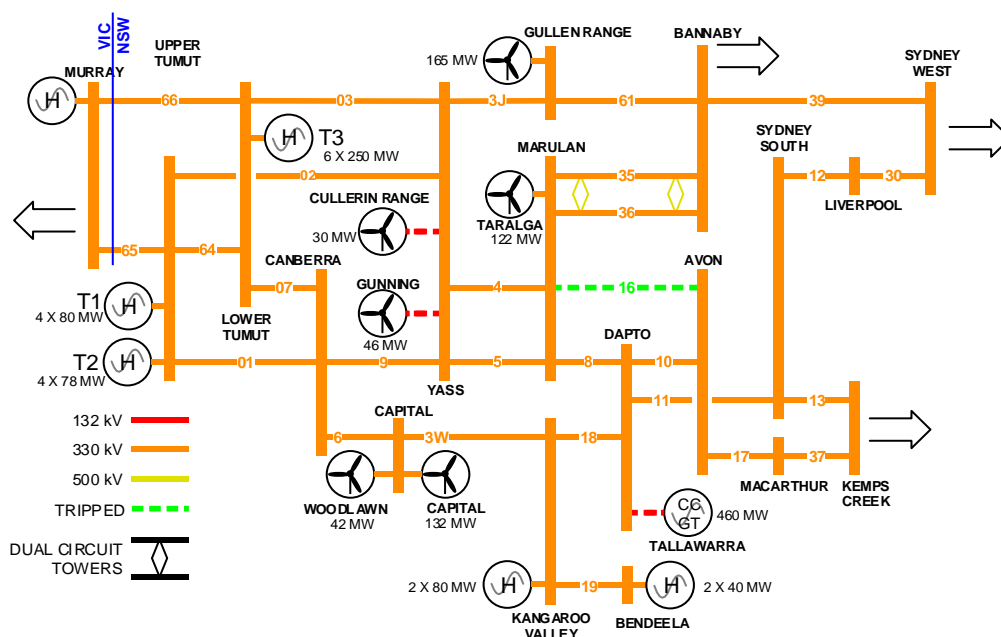 VIC
NSW
UPPER
TUMUT
MURRAY
GULLEN RANGE
BANNABY
SYDNEY
WEST
165 MW
H
66
03
3J
61
39
H
T3
6 X 250 MW
MARULAN
SYDNEY
SOUTH
02
35
12
30
CULLERIN RANGE
LIVERPOOL
30 MW
TARALGA
122 MW
36
65
64
CANBERRA
AVON
GUNNING
07
4
16
T1
H
4 X 80 MW
LOWER
TUMUT
46 MW
DAPTO
T2
H
4 X 78 MW
01
9
5
8
10
YASS
11
13
132 kV
CAPITAL
330 kV
6
3W
18
17
37
500 kV
MACARTHUR
KEMPS
CREEK
WOODLAWN
42 MW
CAPITAL
132 MW
TRIPPED
CC
GT
460 MW
TALLAWARRA
DUAL CIRCUIT
TOWERS
2 X 80 MW
H
19
H
2 X 40 MW
KANGAROO
VALLEY
BENDEELA